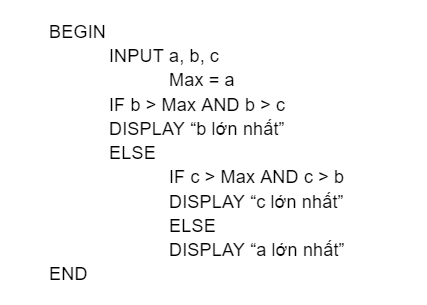 BEGIN
INPUT a, b, c
Max = a
IF b > Max AND b > c
DISPLAY “b lớn nhất”
ELSE
IF c > Max AND c > b
DISPLAY “c lớn nhất”
ELSE
DISPLAY “a lớn nhất”
END